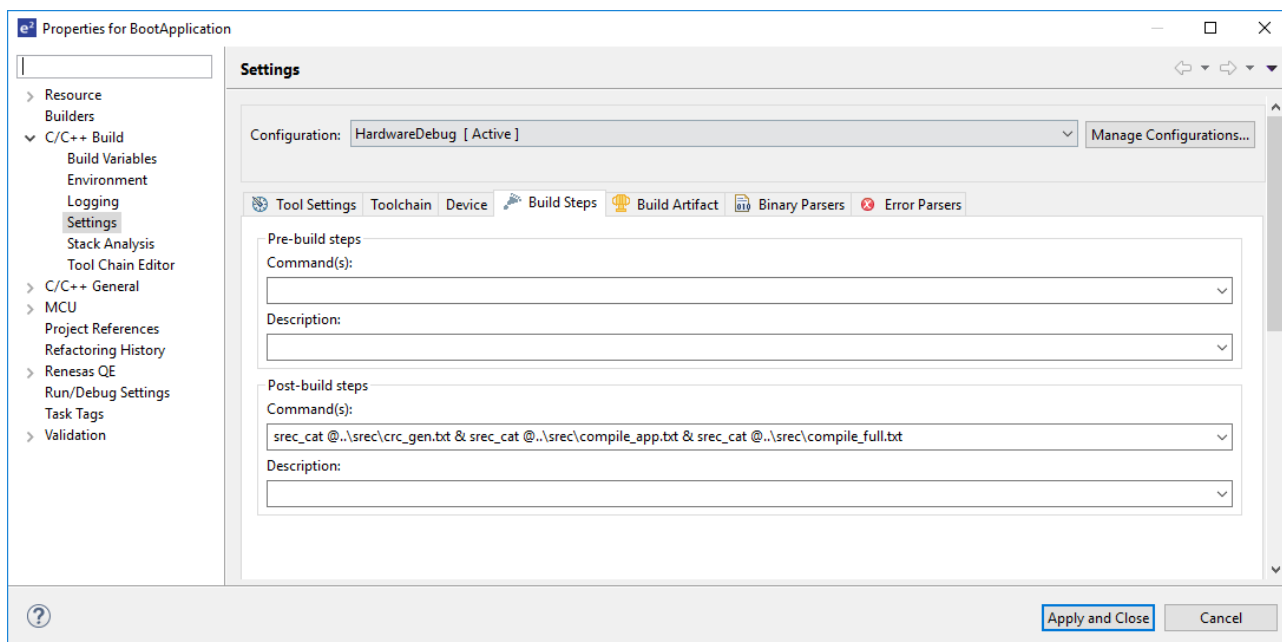 e² Properties for BootApplication
Settings
Resource
Builders
C/C++ Build
Build Variables
Environment
Logging
Settings
Stack Analysis
Tool Chain Editor
C/C++ General
MCU
Project References
Refactoring History
Renesas QE
Run/Debug Settings
Task Tags
Validation
Configuration: HardwareDebug [ Active ] Manage Configurations...
Tool Settings Toolchain Device Build Steps Build Artifact 010 Binary Parsers Error Parsers
Pre-build steps
Command(s):
Description:
Post-build steps
Command(s):
srec_cat @..\srec\crc_gen.txt & srec_cat @..\srec\compile_app.txt & srec_cat @..\srec\compile_full.txt
Description:
? Apply and Close Cancel